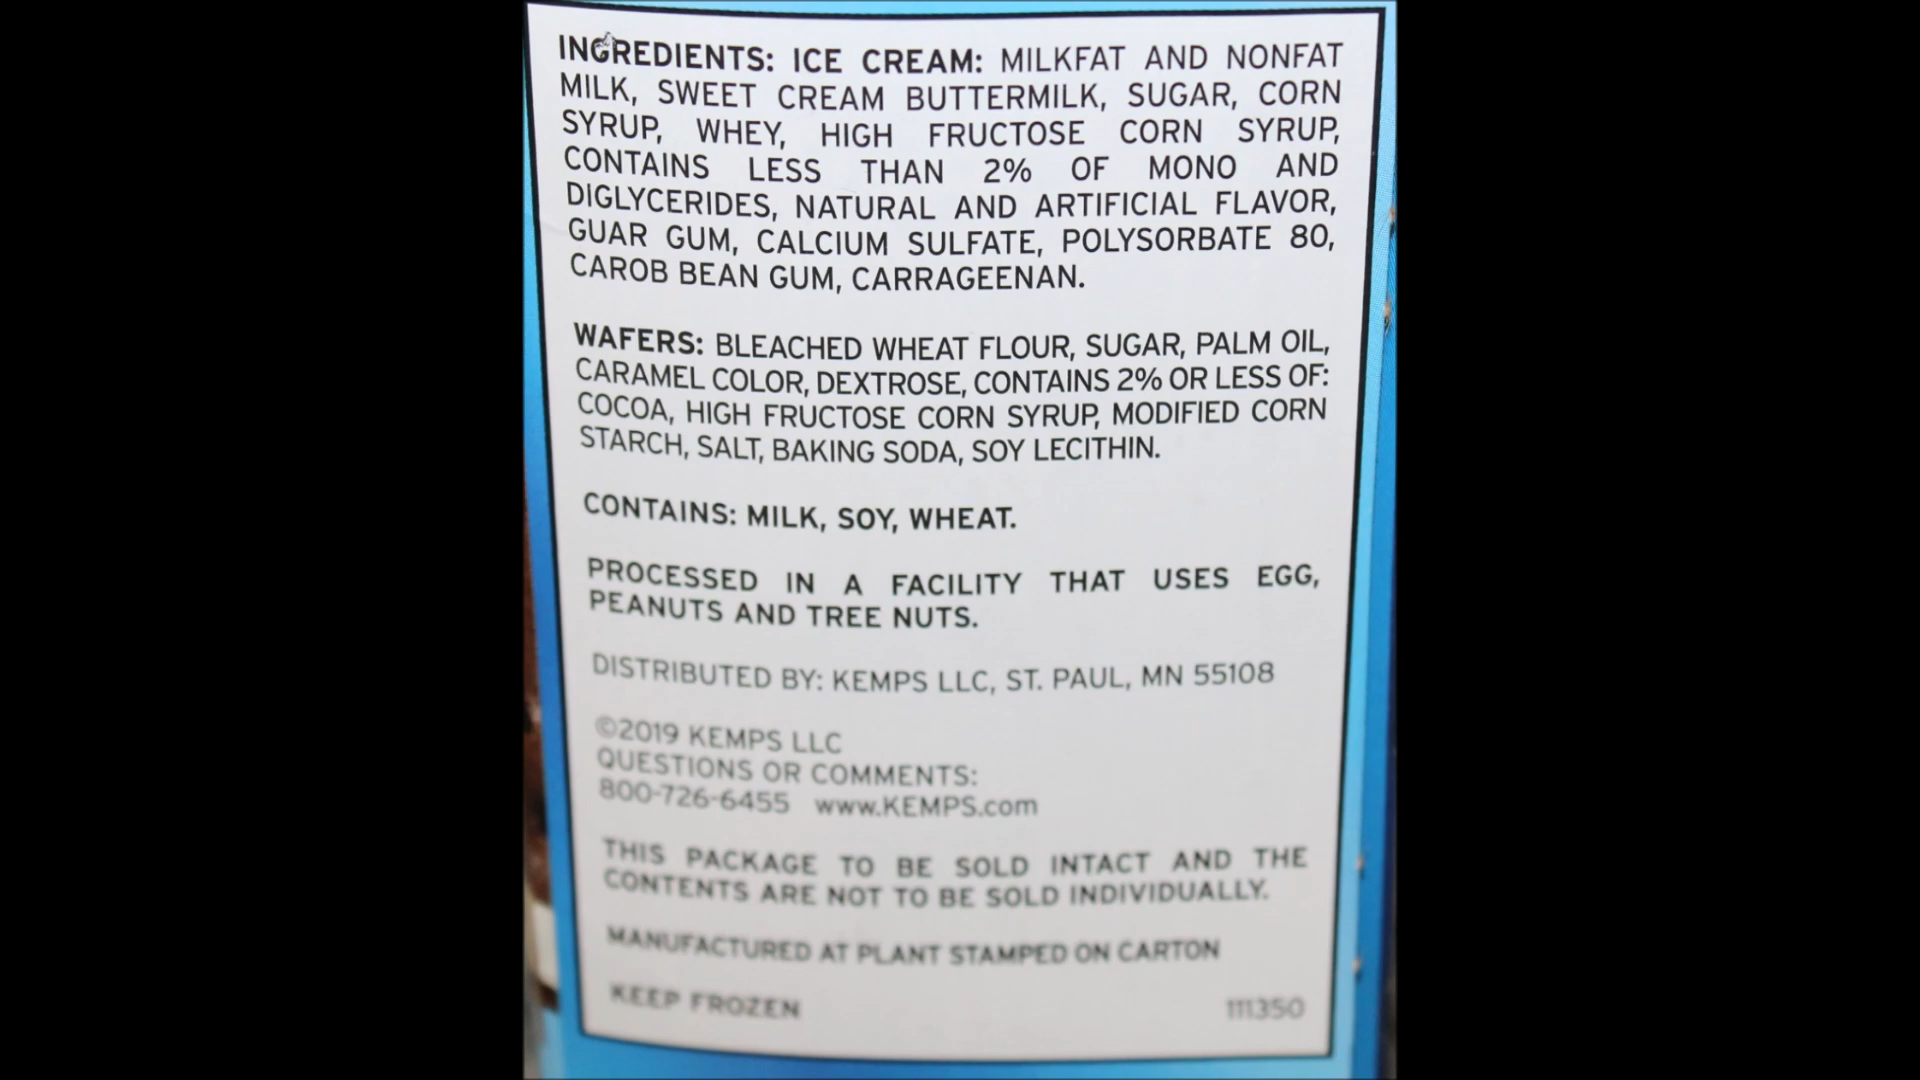 INGREDIENTS: ICE CREAM: MILKFAT AND NONFAT
MILK, SWEET CREAM BUTTERMILK, SUGAR, CORN
SYRUP, WHEY, HIGH FRUCTOSE CORN SYRUP,
CONTAINS LESS THAN 2% OF MONO AND
DIGLYCERIDES, NATURAL AND ARTIFICIAL FLAVOR,
GUAR GUM, CALCIUM SULFATE, POLYSORBATE 80,
CAROB BEAN GUM, CARRAGEENAN.
WAFERS: BLEACHED WHEAT FLOUR, SUGAR, PALM OIL,
CARAMEL COLOR, DEXTROSE, CONTAINS 2% OR LESS OF:
COCOA, HIGH FRUCTOSE CORN SYRUP, MODIFIED CORN
STARCH, SALT, BAKING SODA, SOY LECITHIN.
CONTAINS: MILK, SOY, WHEAT.
PROCESSED IN A FACILITY THAT USES EGG,
PEANUTS AND TREE NUTS.
DISTRIBUTED BY: KEMPS LLC, ST. PAUL, MN 55108
©2019 KEMPS LLC
QUESTIONS OR COMMENTS:
800-726-6455 www.KEMPS.com
THIS PACKAGE TO BE SOLD INTACT AND THE
CONTENTS ARE NOT TO BE SOLD INDIVIDUALLY.
MANUFACTURED AT PLANT STAMPED ON CARTON
KEEP FROZEN 111350